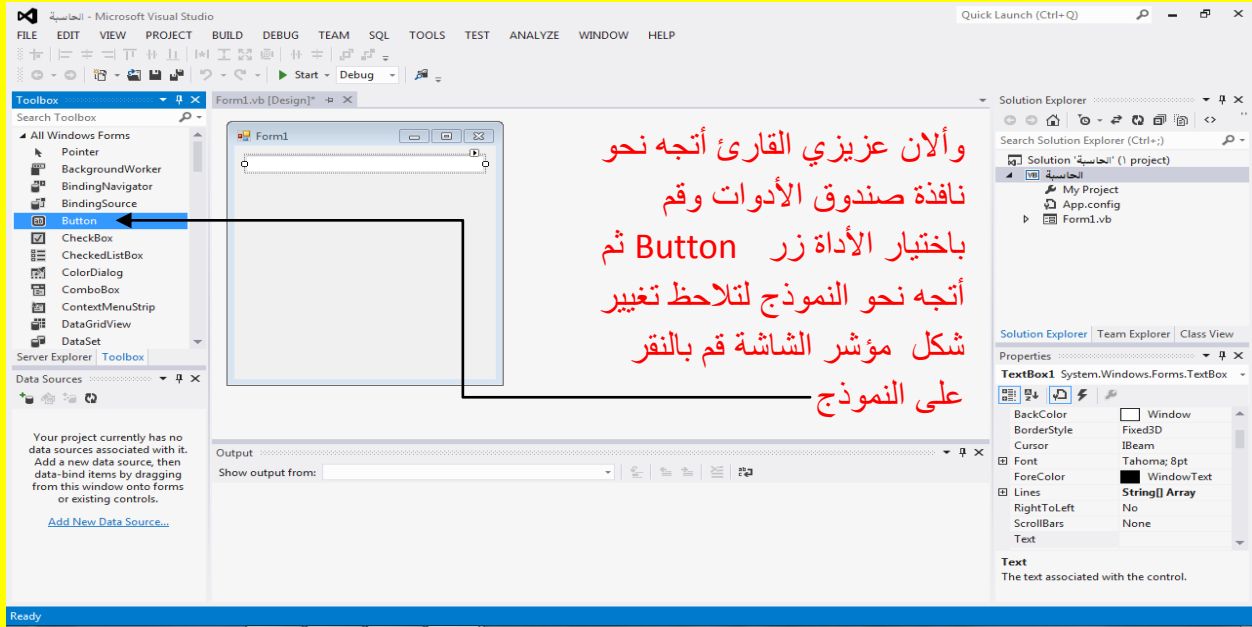 الحاسبة - Microsoft Visual Studio
Quick Launch (Ctrl+Q)
FILE EDIT VIEW PROJECT BUILD DEBUG TEAM SQL TOOLS TEST ANALYZE WINDOW HELP
Start Debug
Toolbox
Search Toolbox
All Windows Forms
Pointer
BackgroundWorker
BindingNavigator
BindingSource
Button
CheckBox
CheckedListBox
ColorDialog
ComboBox
ContextMenuStrip
DataGridView
DataSet
Server Explorer Toolbox
Data Sources
Your project currently has no
data sources associated with it.
Add a new data source, then
data-bind items by dragging
from this window onto forms
or existing controls.
Add New Data Source...
Form1.vb [Design]*
Form1
وألان عزيزي القارئ أتجه نحو
نافذة صندوق الأدوات وقم
باختيار الأداة زر Button ثم
أتجه نحو النموذج لتلاحظ تغيير
شكل مؤشر الشاشة قم بالنقر
على النموذج
Output
Show output from:
Solution Explorer
Search Solution Explorer (Ctrl+;)
Solution 'الحاسبة' (١ project)
الحاسبة
My Project
App.config
Form1.vb
Solution Explorer Team Explorer Class View
Properties
TextBox1 System.Windows.Forms.TextBox
BackColor Window
BorderStyle Fixed3D
Cursor IBeam
Font Tahoma; 8pt
ForeColor WindowText
Lines String[] Array
RightToLeft No
ScrollBars None
Text
Text
The text associated with the control.
Ready